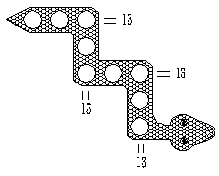 = 13
= 13
= 13
= 13